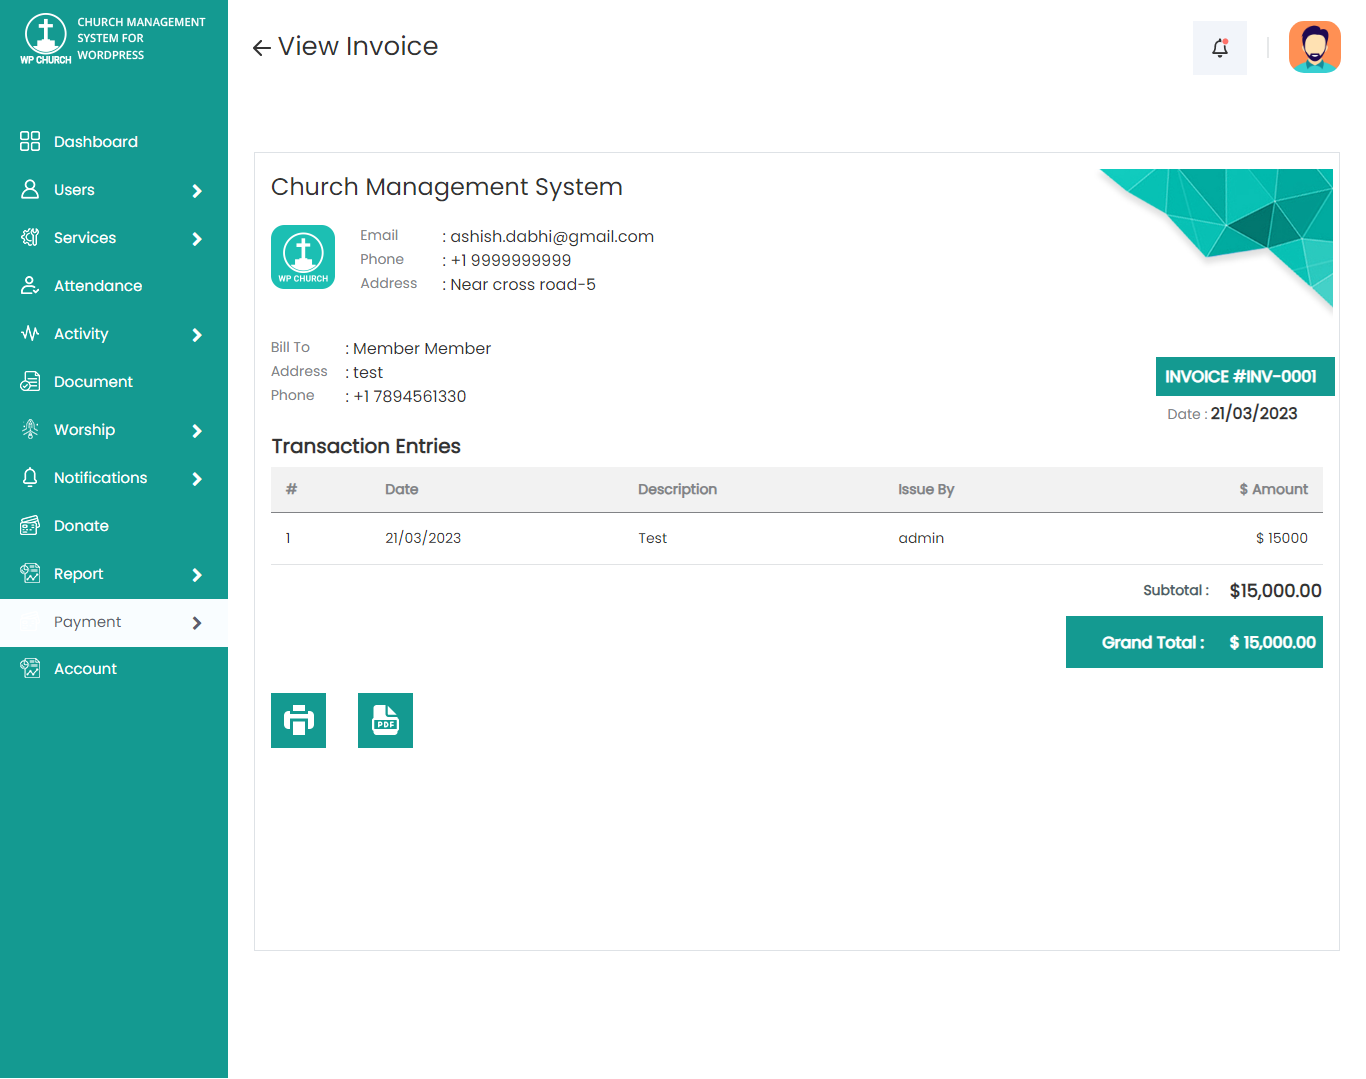 CHURCH MANAGEMENT
SYSTEM FOR
WORDPRESS
WP CHURCH
View Invoice
Dashboard
Users
Services
Attendance
Activity
Document
Worship
Notifications
Donate
Report
Payment
Account
Church Management System
WP CHURCH
Email : ashish.dabhi@gmail.com
Phone : +1 9999999999
Address : Near cross road-5
Bill To : Member Member
Address : test
Phone : +1 7894561330
INVOICE #INV-0001
Date : 21/03/2023
Transaction Entries
# Date Description Issue By $ Amount
1 21/03/2023 Test admin $ 15000
Subtotal : $15,000.00
Grand Total : $ 15,000.00
PDF